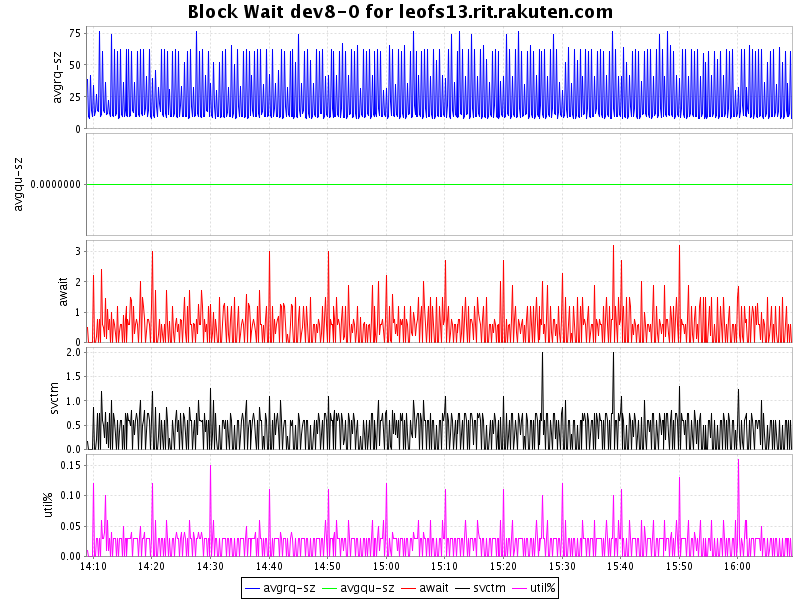 Block Wait dev8-0 for leofs13.rit.rakuten.com
avgrq-sz
75
50
25
0
avgqu-sz
0.0000000
await
3
2
1
0
svctm
2.0
1.5
1.0
0.5
0.0
util%
0.15
0.10
0.05
0.00
14:10 14:20 14:30 14:40 14:50 15:00 15:10 15:20 15:30 15:40 15:50 16:00
avgrq-sz avgqu-sz await svctm util%